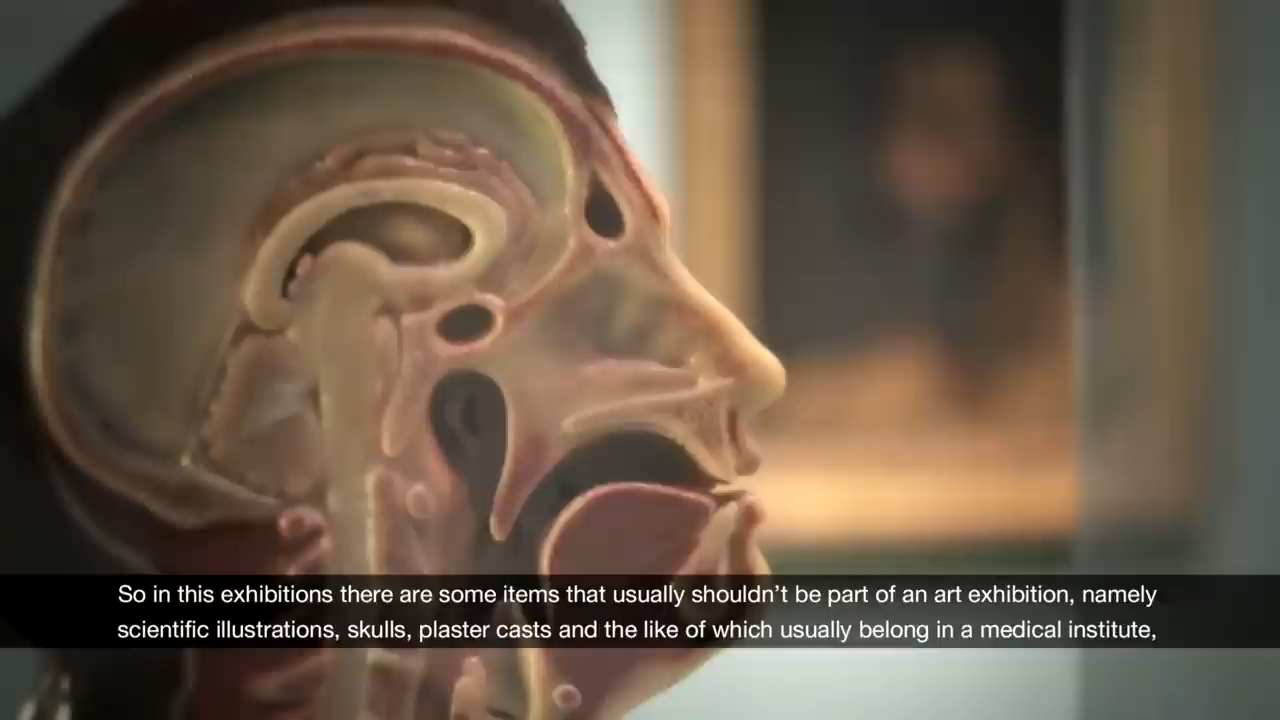 So in this exhibitions there are some items that usually shouldn’t be part of an art exhibition, namely
scientific illustrations, skulls, plaster casts and the like of which usually belong in a medical institute,